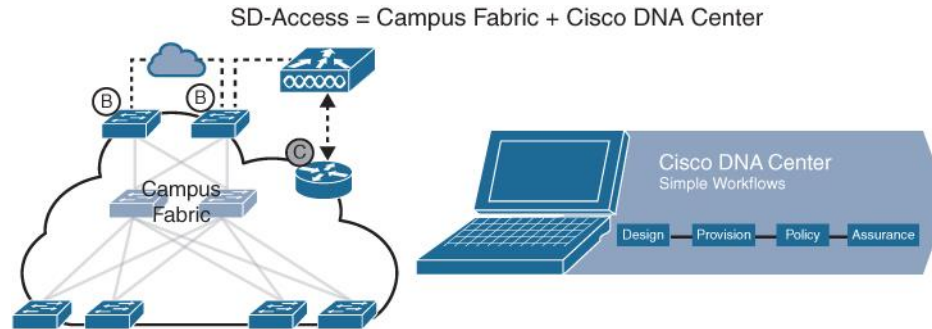 SD-Access = Campus Fabric + Cisco DNA Center
B
B
C
Campus
Fabric
Cisco DNA Center
Simple Workflows
Design
Provision
Policy
Assurance